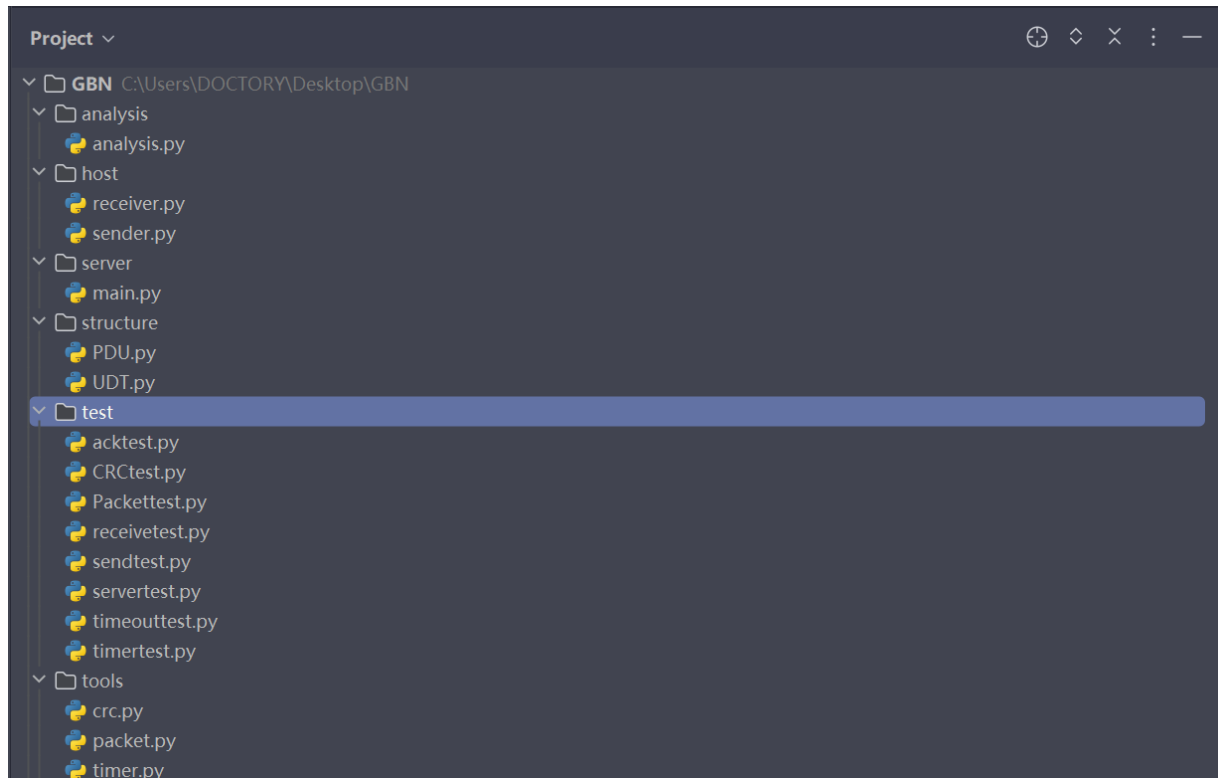 Project
GBN C:\Users\DOCTORY\Desktop\GBN
analysis
analysis.py
host
receiver.py
sender.py
server
main.py
structure
PDU.py
UDT.py
test
acktest.py
CRCtest.py
Packettest.py
receivetest.py
sendtest.py
servertest.py
timeouttest.py
timertest.py
tools
crc.py
packet.py
timer.py